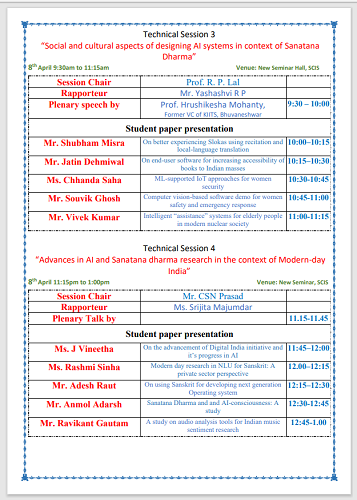 Technical Session 3
“Social and cultural aspects of designing AI systems in context of Sanatana
Dharma”
8th April 9:30am to 11:15am Venue: New Seminar Hall, SCIS
Session Chair Prof. R. P. Lal
Rapporteur Mr. Yashashvi R P
Plenary speech by Prof. Hrushikesha Mohanty, 9:30 – 10:00
Former VC of KIITS, Bhuvaneshwar
Student paper presentation
Mr. Shubham Misra On better experiencing Slokas using recitation and 10:00–10:15
local-language translation
Mr. Jatin Dehmiwal On end-user software for increasing accessibility of 10:15–10:30
books to Indian masses
Ms. Chhanda Saha ML-supported IoT approaches for women 10:30-10:45
security
Mr. Souvik Ghosh Computer vision-based software demo for women 10:45-11:00
safety and emergency response
Mr. Vivek Kumar Intelligent “assistance” systems for elderly people 11:00-11:15
in modern nuclear society
Technical Session 4
“Advances in AI and Sanatana dharma research in the context of Modern-day
India”
8th April 11:15pm to 1:00pm Venue: New Seminar, SCIS
Session Chair Mr. CSN Prasad
Rapporteur Ms. Srijita Majumdar
Plenary Talk by 11.15-11.45
Student paper presentation
Ms. J Vineetha On the advancement of Digital India initiative and 11:45–12:00
it’s progress in AI
Ms. Rashmi Sinha Modern day research in NLU for Sanskrit: A 12.00–12:15
private sector perspective
Mr. Adesh Raut On using Sanskrit for developing next generation 12:15–12:30
Operating system
Mr. Anmol Adarsh Sanatana Dharma and and AI-consciousness: A 12:30-12:45
study
Mr. Ravikant Gautam A study on audio analysis tools for Indian music 12:45-1.00
sentiment research